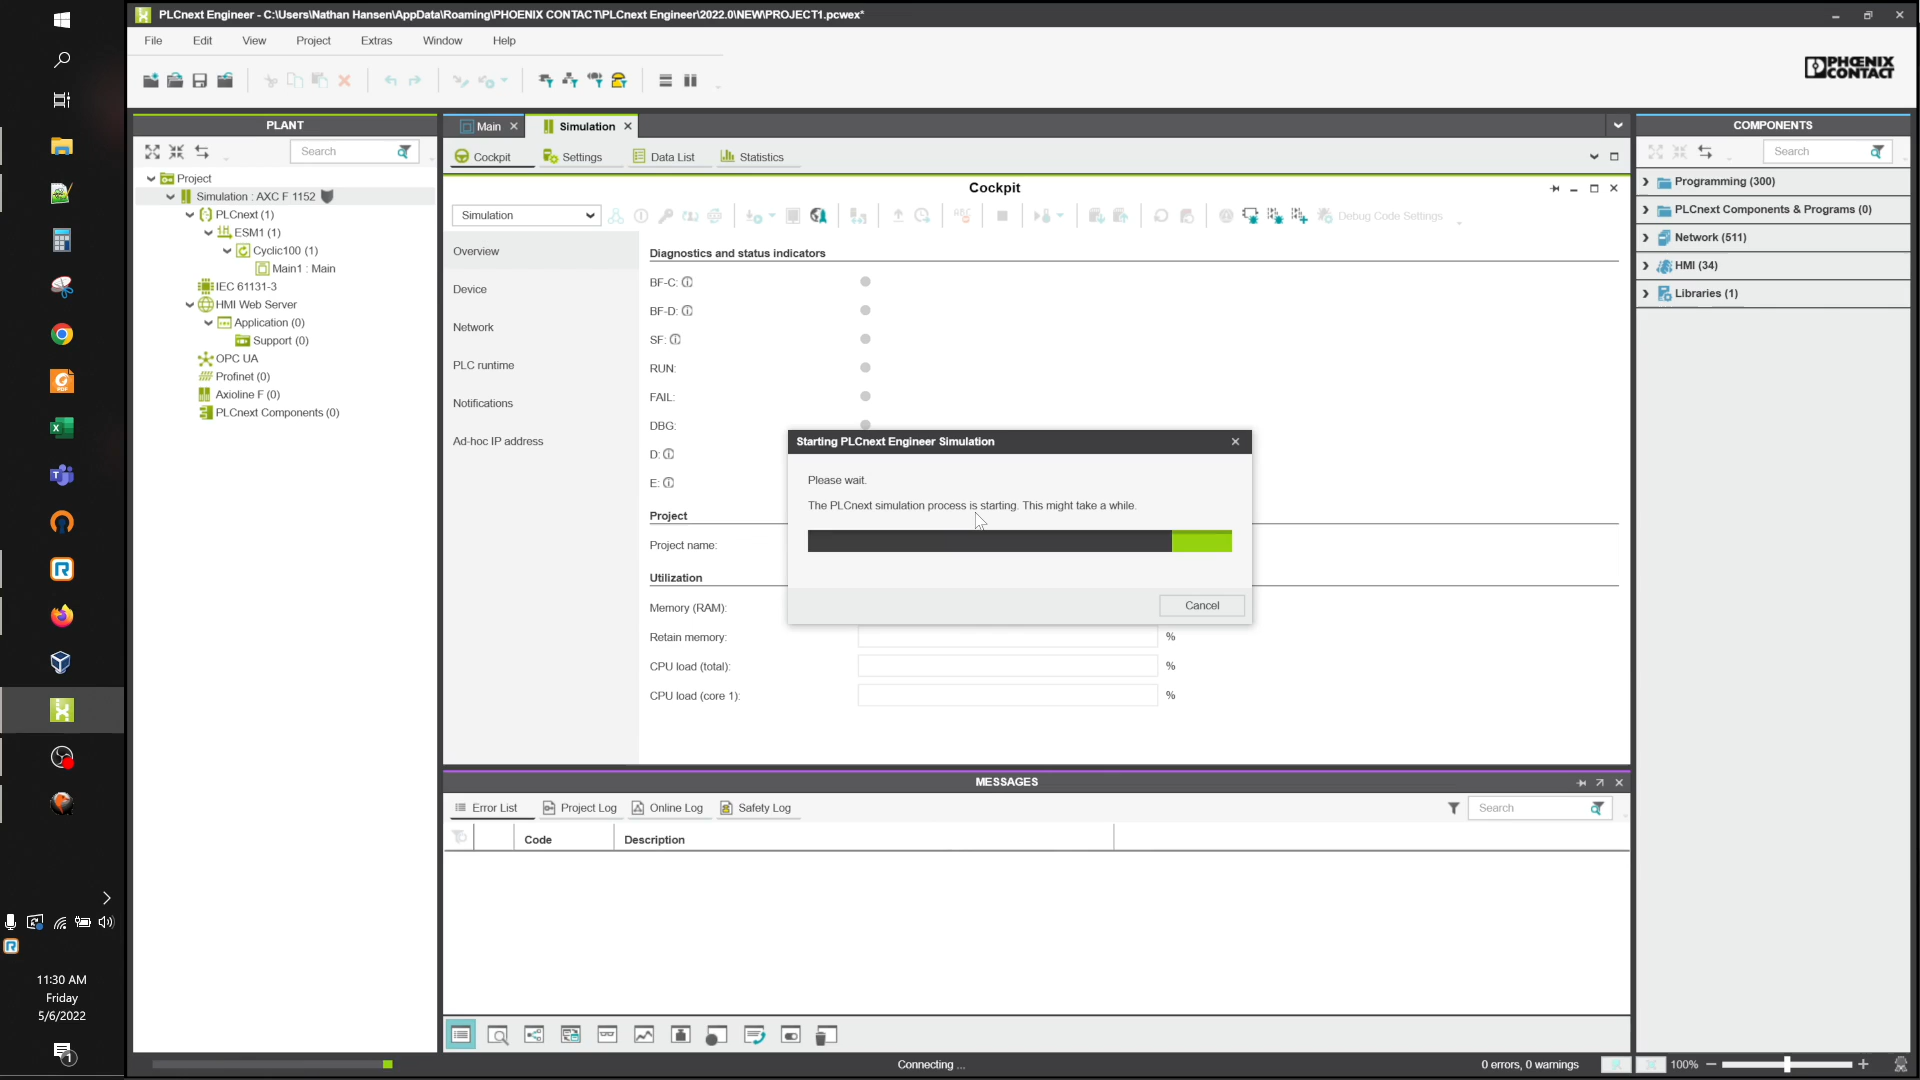 PLCnext Engineer - C:\Users\Nathan Hansen\AppData\Roaming\PHOENIX CONTACT\PLCnext Engineer\2022.0\NEW\PROJECT1.pcwex*
File Edit View Project Extras Window Help
PHŒNIX
CONTACT
PLANT
Search
Project
Simulation : AXC F 1152
PLCnext (1)
ESM1 (1)
Cyclic100 (1)
Main1 : Main
IEC 61131-3
HMI Web Server
Application (0)
Support (0)
OPC UA
Profinet (0)
Axioline F (0)
PLCnext Components (0)
Main Simulation
Cockpit Settings Data List Statistics
Cockpit
Simulation
Debug Code Settings
Overview
Device
Network
PLC runtime
Notifications
Ad-hoc IP address
Diagnostics and status indicators
BF-C:
BF-D:
SF:
RUN:
FAIL:
DBG:
D:
E:
Project
Project name:
Utilization
Memory (RAM):
Retain memory: %
CPU load (total): %
CPU load (core 1): %
Starting PLCnext Engineer Simulation
Please wait.
The PLCnext simulation process is starting. This might take a while.
Cancel
COMPONENTS
Search
Programming (300)
PLCnext Components & Programs (0)
Network (511)
HMI (34)
Libraries (1)
MESSAGES
Error List Project Log Online Log Safety Log
Search
Code Description
Connecting ...
0 errors, 0 warnings
100%
11:30 AM
Friday
5/6/2022
1